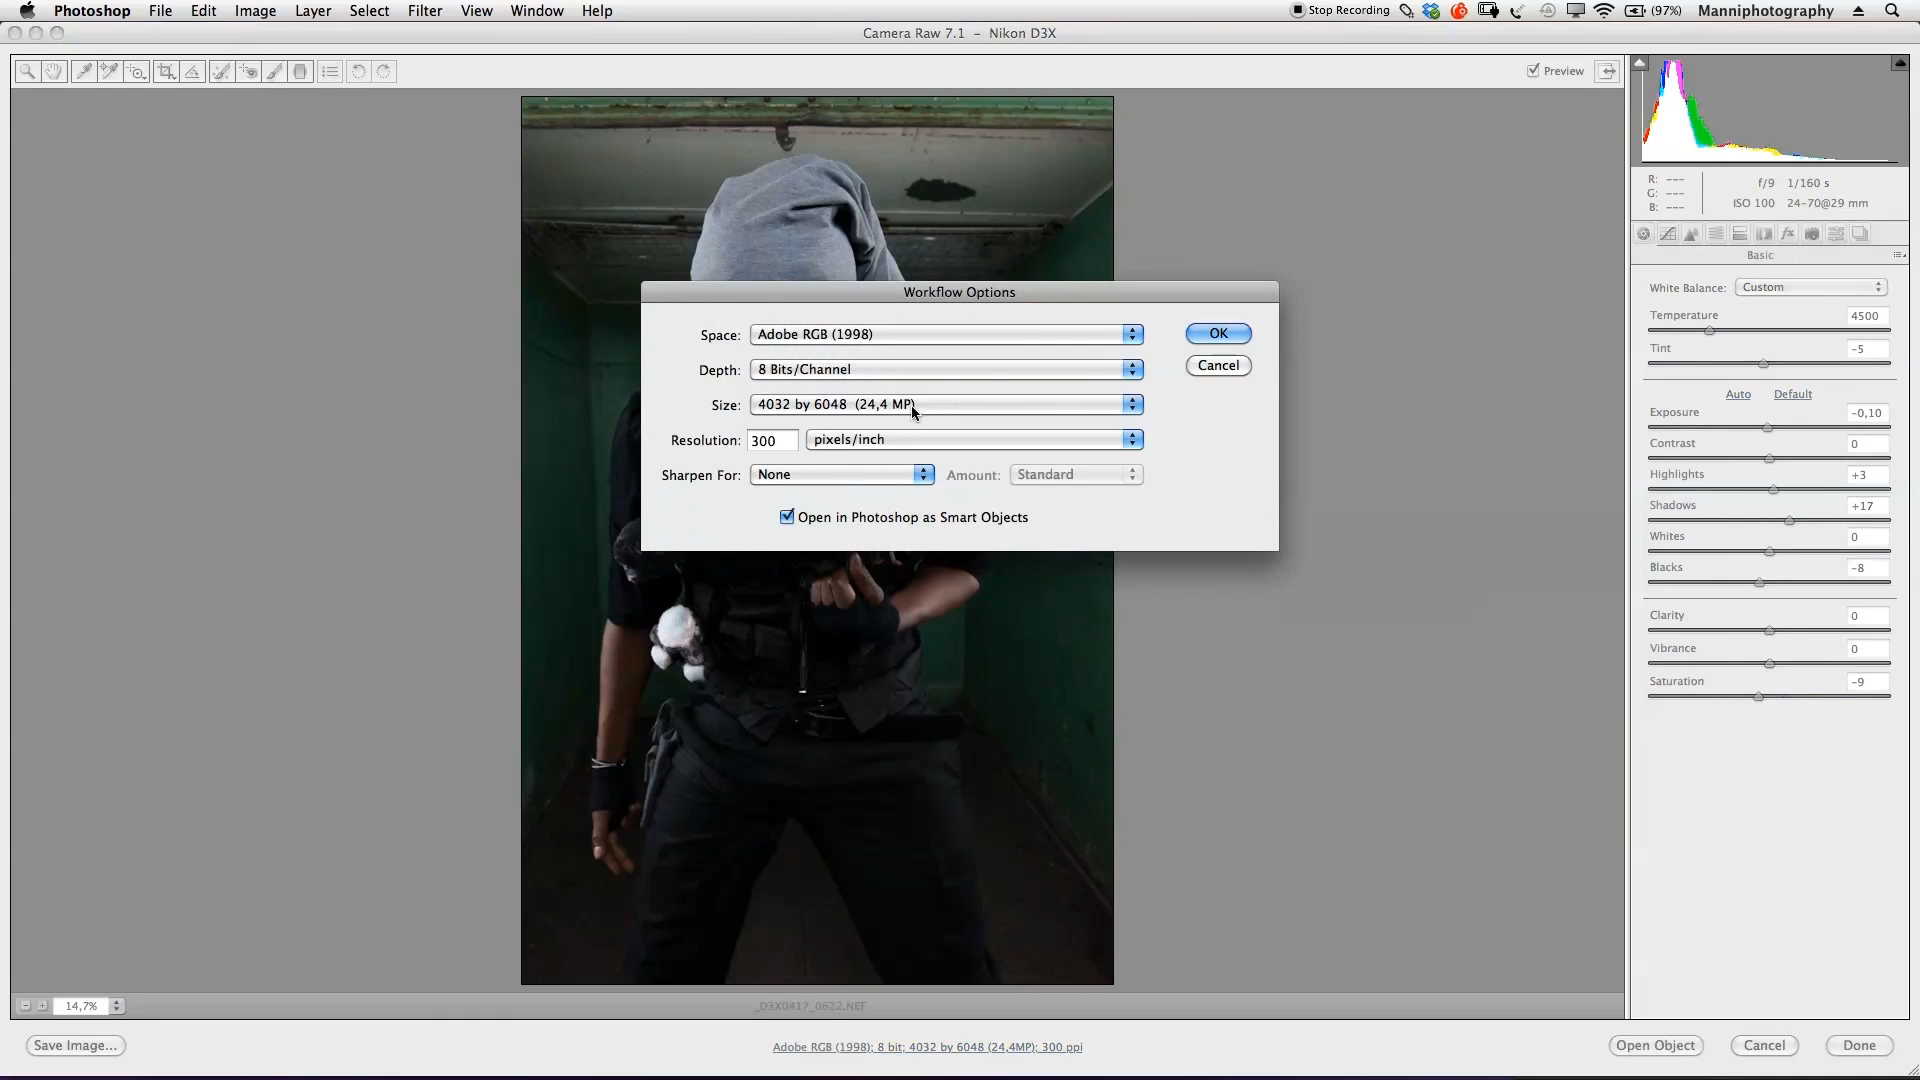 Photoshop File Edit Image Layer Select Filter View Window Help Stop Recording (97%) Manniphotography
Camera Raw 7.1 – Nikon D3X
Preview
R: ---
G: ---
B: ---
f/9 1/160 s
ISO 100 24-70@29 mm
Basic
White Balance: Custom
Temperature 4500
Tint -5
Auto Default
Exposure -0,10
Contrast 0
Highlights +3
Shadows +17
Whites 0
Blacks -8
Clarity 0
Vibrance 0
Saturation -9
Workflow Options
Space: Adobe RGB (1998)
OK
Depth: 8 Bits/Channel
Cancel
Size: 4032 by 6048 (24,4 MP)
Resolution: 300 pixels/inch
Sharpen For: None Amount: Standard
Open in Photoshop as Smart Objects
14,7%
_D3X0417_0622.NEF
Save Image...
Adobe RGB (1998); 8 bit; 4032 by 6048 (24,4MP); 300 ppi
Open Object Cancel Done